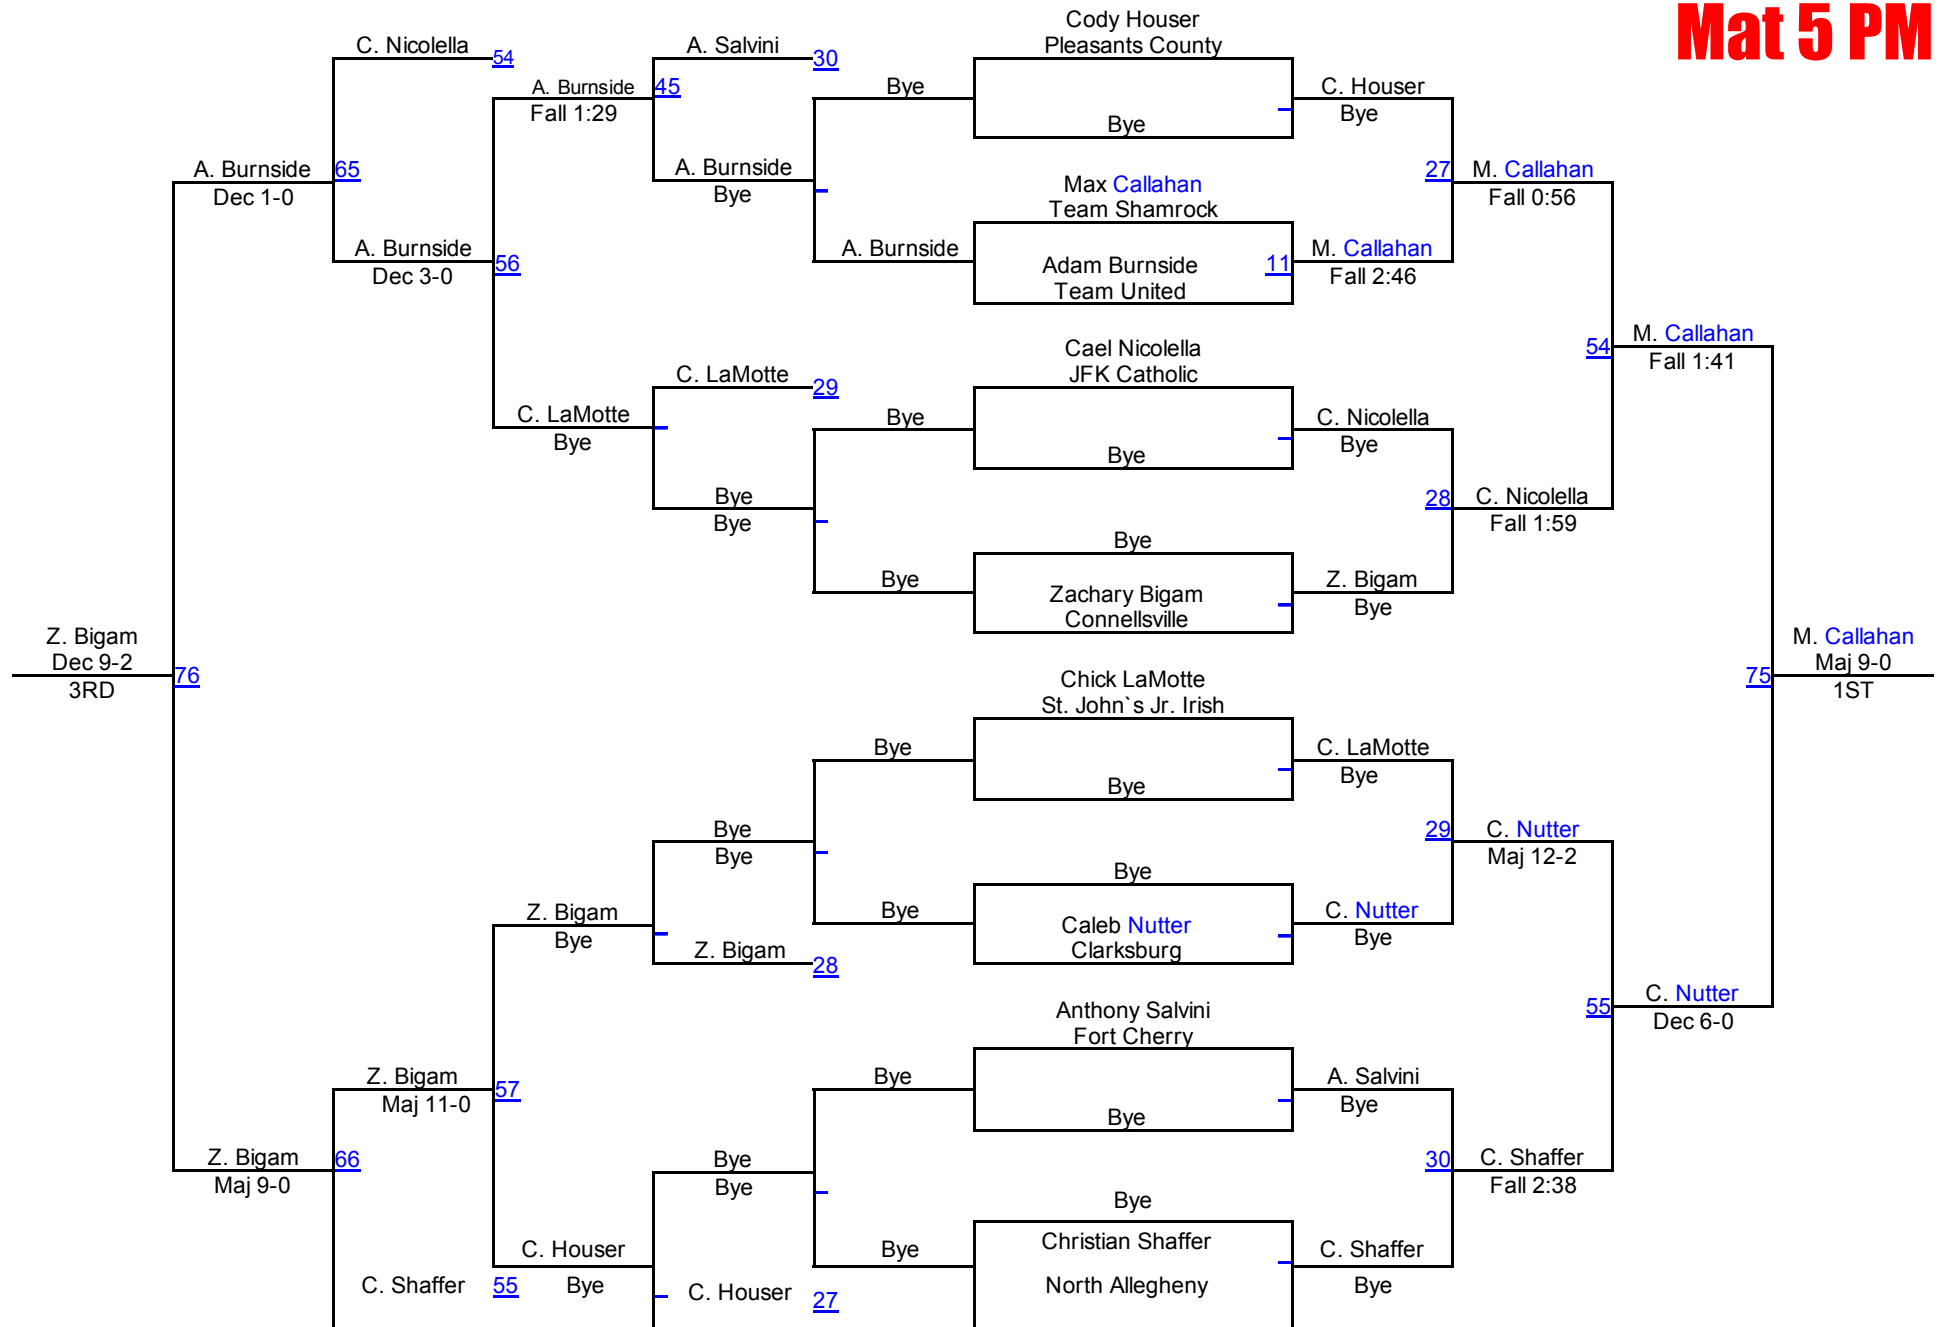 Mat 5 PM
Cody Houser
C. Nicolella
54
A. Salvini
30
Pleasants County
A. Burnside
45
Bye
C. Houser
Fall 1:29
Bye
Bye
A. Burnside
65
A. Burnside
27
M. Callahan
Dec 1-0
Bye
Max Callahan
Fall 0:56
Team Shamrock
A. Burnside
56
A. Burnside
Adam Burnside
11
M. Callahan
Dec 3-0
Team United
Fall 2:46
Cael Nicolella
54
M. Callahan
C. LaMotte
29
JFK Catholic
Fall 1:41
C. LaMotte
Bye
C. Nicolella
Bye
Bye
Bye
Bye
28
C. Nicolella
Bye
Fall 1:59
Bye
Bye
Zachary Bigam
Z. Bigam
Connellsville
Bye
Z. Bigam
M. Callahan
Dec 9-2
76
75
Maj 9-0
3RD
1ST
Chick LaMotte
St. John`s Jr. Irish
Bye
C. LaMotte
Bye
Bye
Bye
29
C. Nutter
Bye
Maj 12-2
Bye
Z. Bigam
Bye
Caleb Nutter
C. Nutter
Bye
Clarksburg
Bye
Z. Bigam
28
Anthony Salvini
55
C. Nutter
Fort Cherry
Dec 6-0
Z. Bigam
57
Bye
A. Salvini
Maj 11-0
Bye
Bye
Z. Bigam
66
Bye
30
C. Shaffer
Maj 9-0
Bye
Fall 2:38
Bye
C. Houser
Bye
Christian Shaffer
C. Shaffer
C. Shaffer
55
Bye
C. Houser
27
North Allegheny
Bye